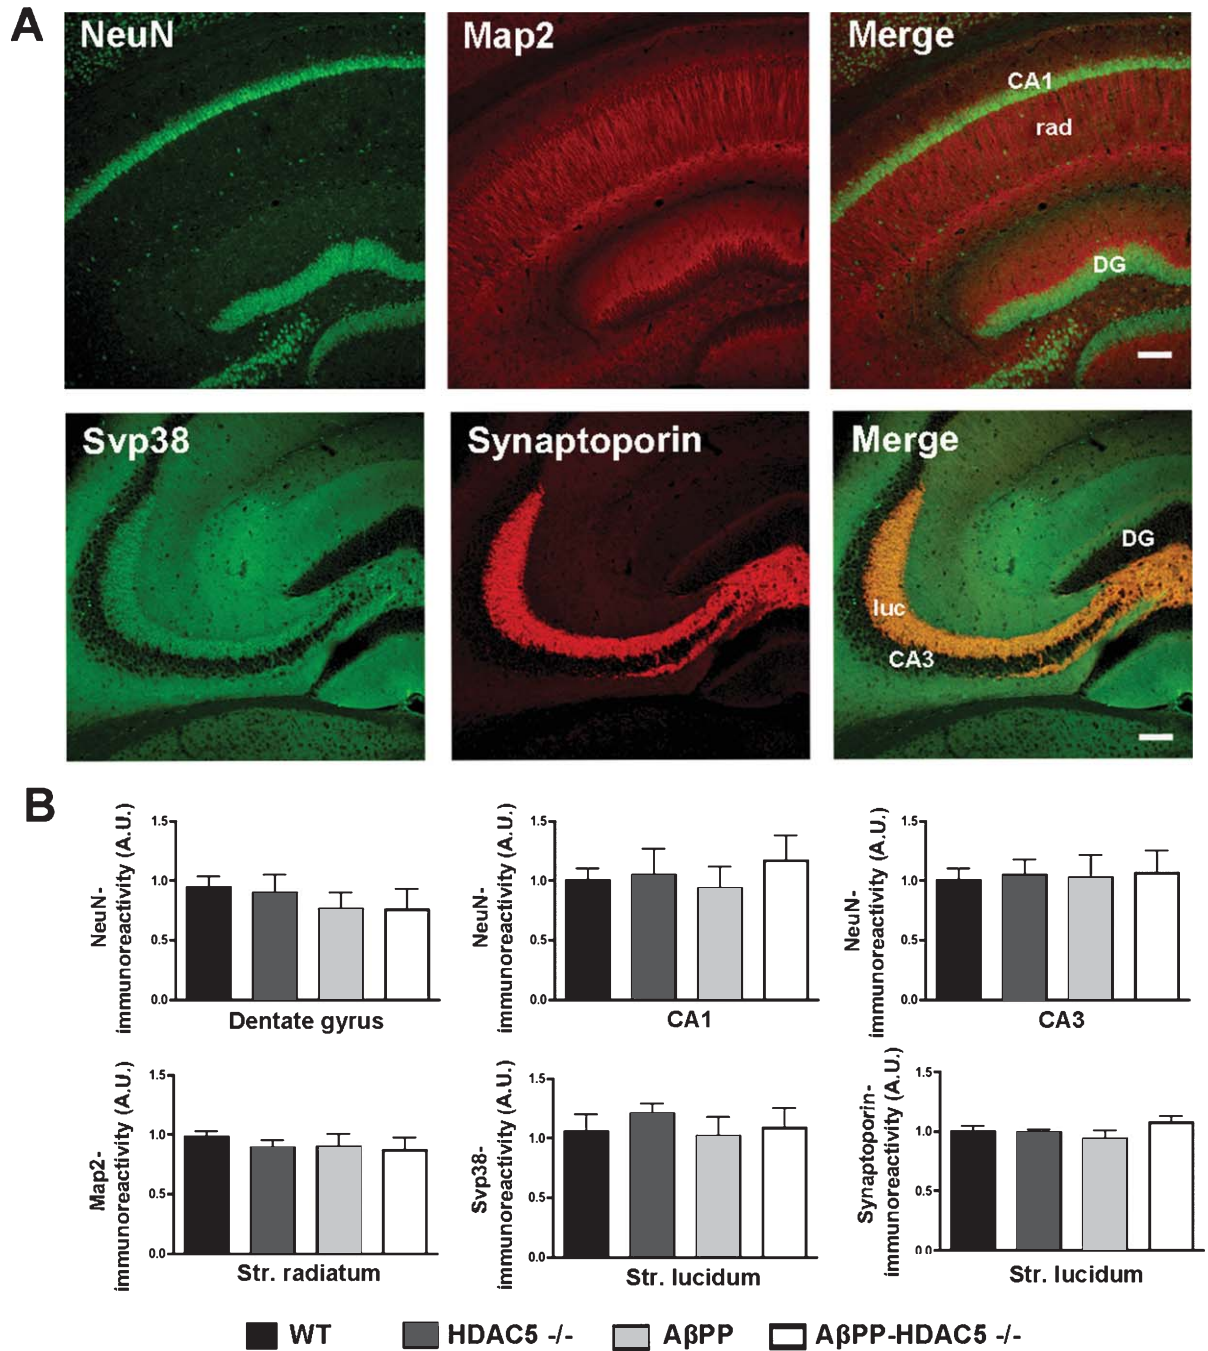 A
NeuN
Map2
Merge
CA1
rad
DG
Svp38
Synaptoporin
Merge
DG
luc
CA3
B
NeuN-
immunoreactivity (A.U.)
1.5
1.0
0.5
0.0
Dentate gyrus
NeuN-
immunoreactivity (A.U.)
1.5
1.0
0.5
0.0
CA1
NeuN-
immunoreactivity (A.U.)
1.5
1.0
0.5
0.0
CA3
Map2-
immunoreactivity (A.U.)
1.5
1.0
0.5
0.0
Str. radiatum
Svp38-
immunoreactivity (A.U.)
1.5
1.0
0.5
0.0
Str. lucidum
Synaptoporin-
immunoreactivity (A.U.)
1.5
1.0
0.5
0.0
Str. lucidum
WT
HDAC5 -/-
AβPP
AβPP-HDAC5 -/-